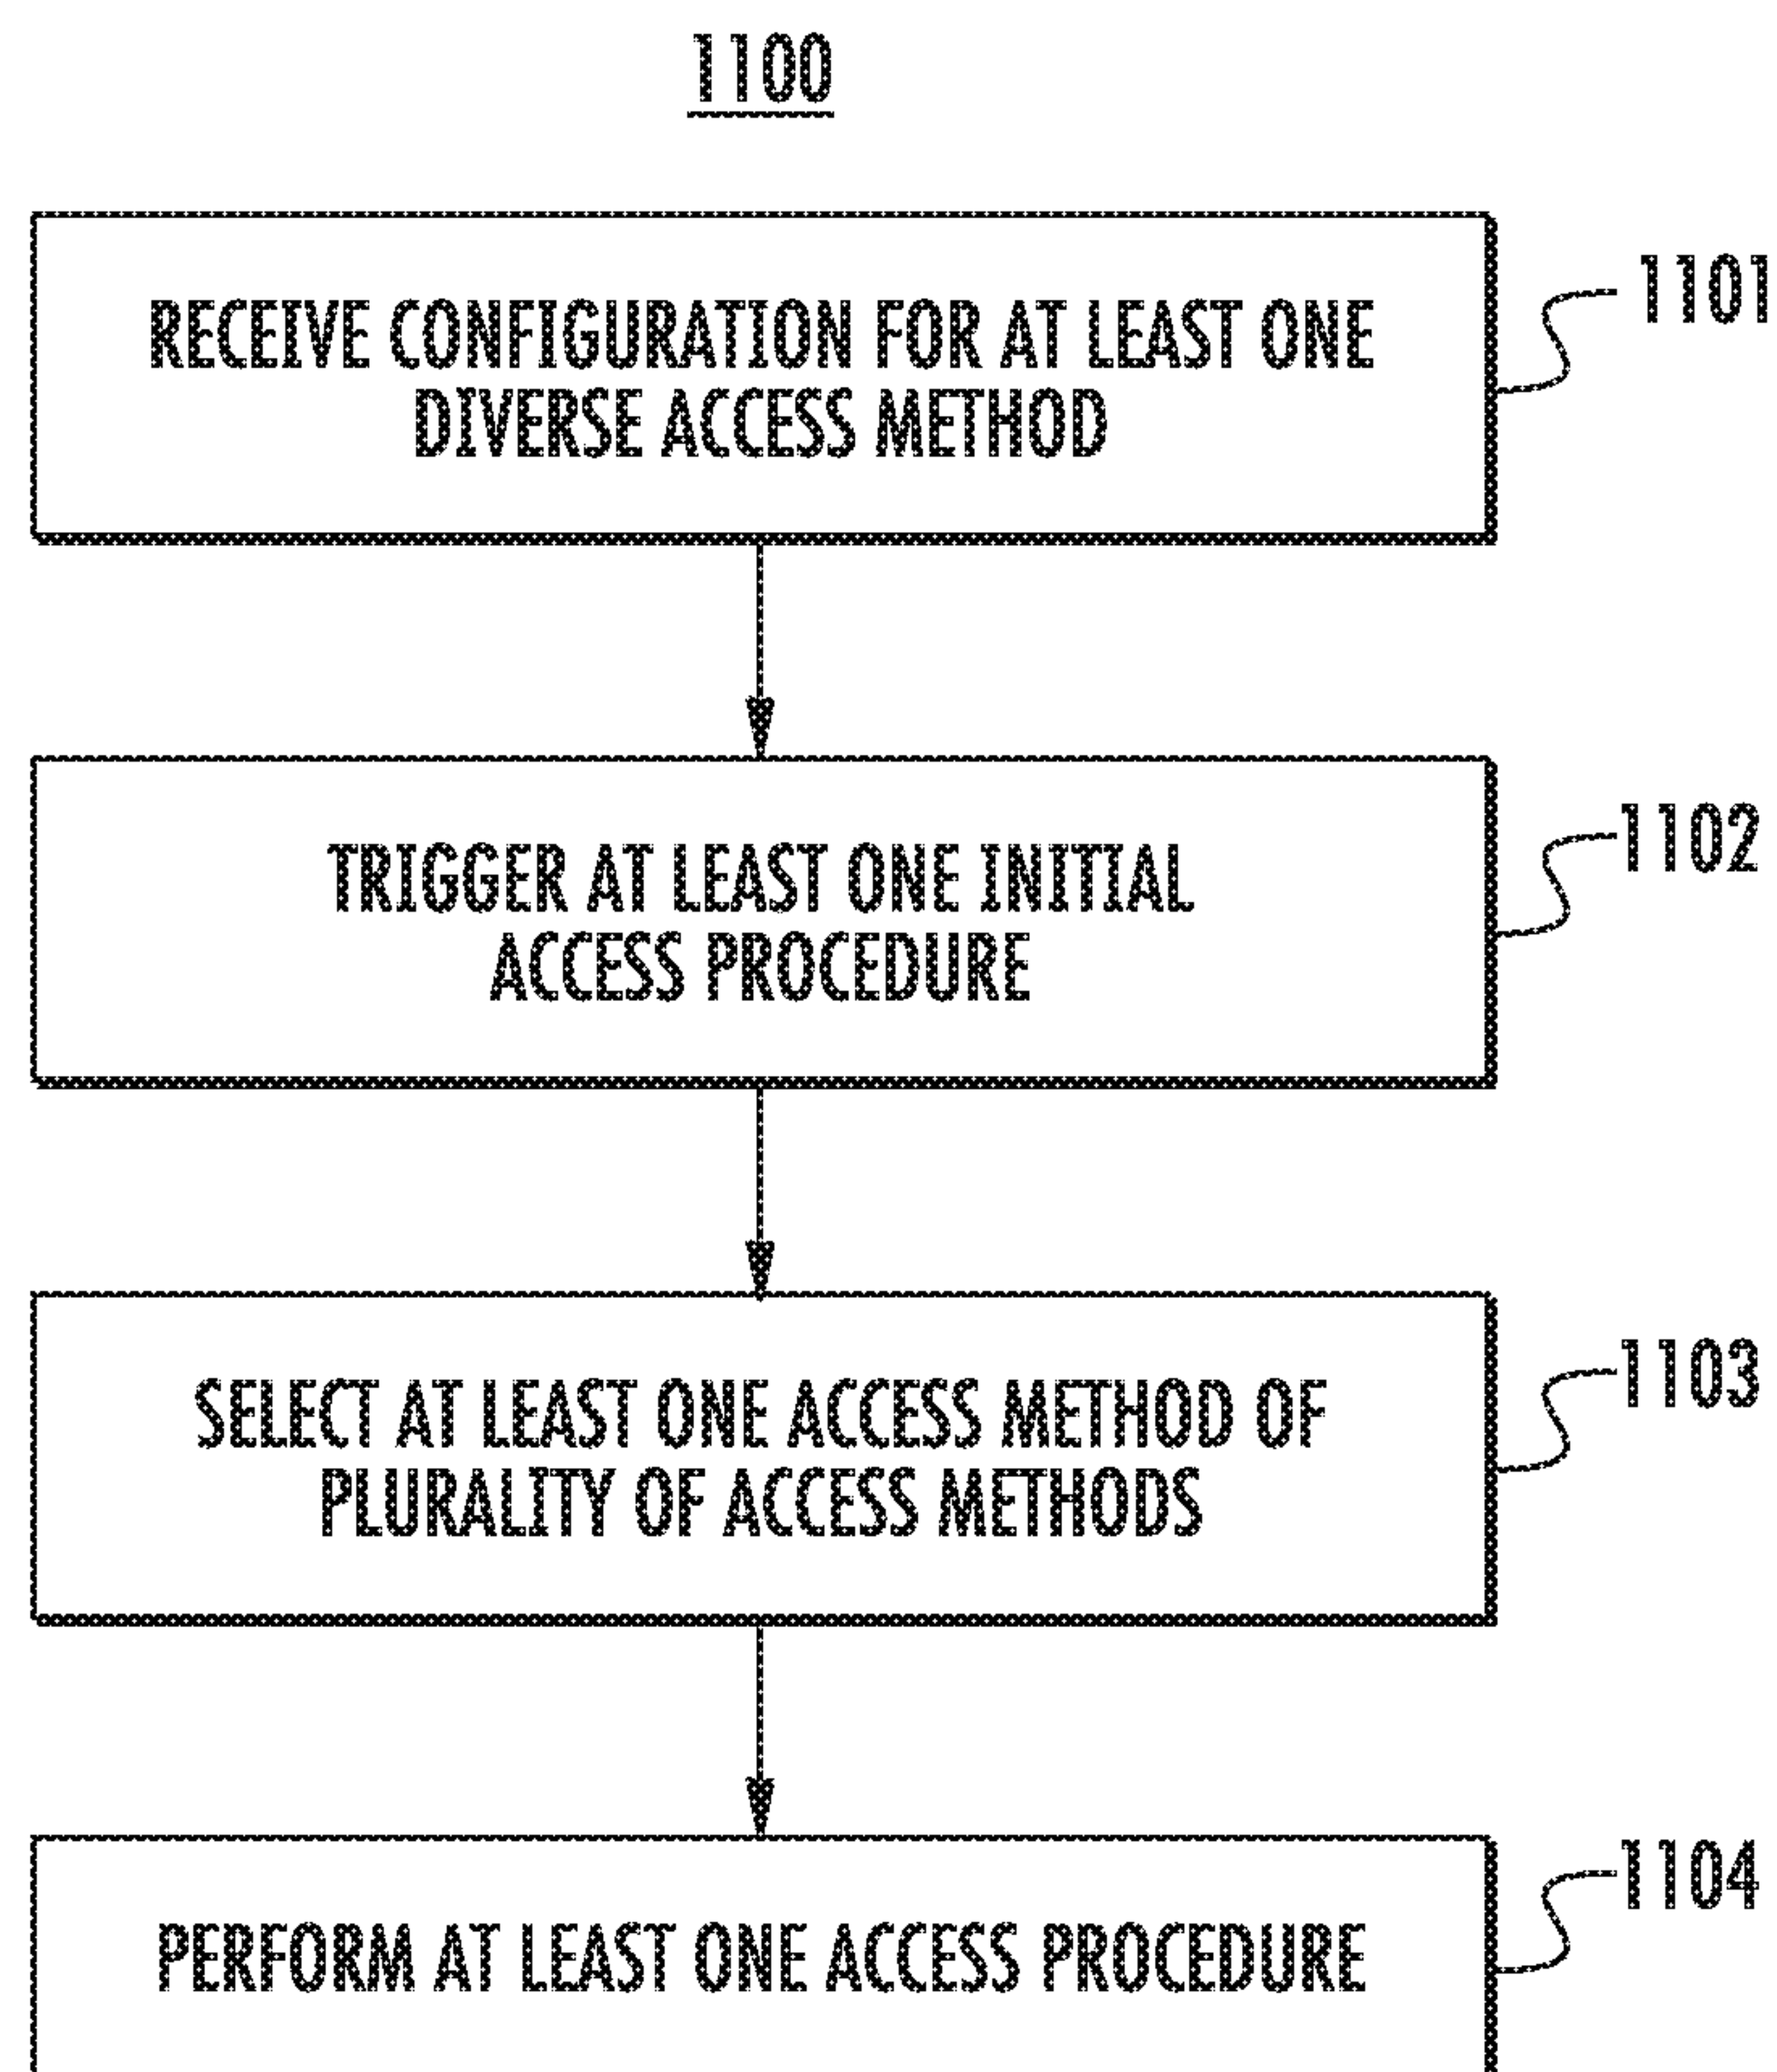 1100
RECEIVE CONFIGURATION FOR AT LEAST ONE
DIVERSE ACCESS METHOD
1101
TRIGGER AT LEAST ONE INITIAL
ACCESS PROCEDURE
1102
SELECT AT LEAST ONE ACCESS METHOD OF
PLURALITY OF ACCESS METHODS
1103
PERFORM AT LEAST ONE ACCESS PROCEDURE
1104